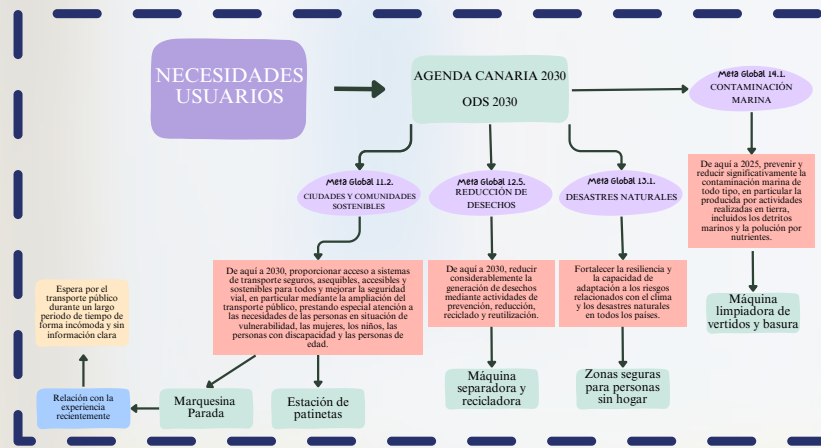 NECESIDADES
USUARIOS
AGENDA CANARIA 2030
ODS 2030
Meta Global 14.1.
CONTAMINACIÓN
MARINA
Meta Global 11.2.
CIUDADES Y COMUNIDADES
SOSTENIBLES
Meta Global 12.5.
REDUCCIÓN DE
DESECHOS
Meta Global 13.1.
DESASTRES NATURALES
De aquí a 2025, prevenir y
reducir significativamente la
contaminación marina de
todo tipo, en particular la
producida por actividades
realizadas en tierra,
incluidos los detritos
marinos y la polución por
nutrientes.
De aquí a 2030, proporcionar acceso a sistemas
de transporte seguros, asequibles, accesibles y
sostenibles para todos y mejorar la seguridad
vial, en particular mediante la ampliación del
transporte público, prestando especial atención a
las necesidades de las personas en situación de
vulnerabilidad, las mujeres, los niños, las
personas con discapacidad y las personas de
edad.
De aquí a 2030, reducir
considerablemente la
generación de desechos
mediante actividades de
prevención, reducción,
reciclado y reutilización.
Fortalecer la resiliencia y
la capacidad de
adaptación a los riesgos
relacionados con el clima
y los desastres naturales
en todos los países.
Máquina
limpiadora de
vertidos y basura
Espera por el
transporte público
durante un largo
periodo de tiempo de
forma incómoda y sin
información clara
Relación con la
experiencia
recientemente
Marquesina
Parada
Estación de
patinetas
Máquina
separadora y
recicladora
Zonas seguras
para personas
sin hogar